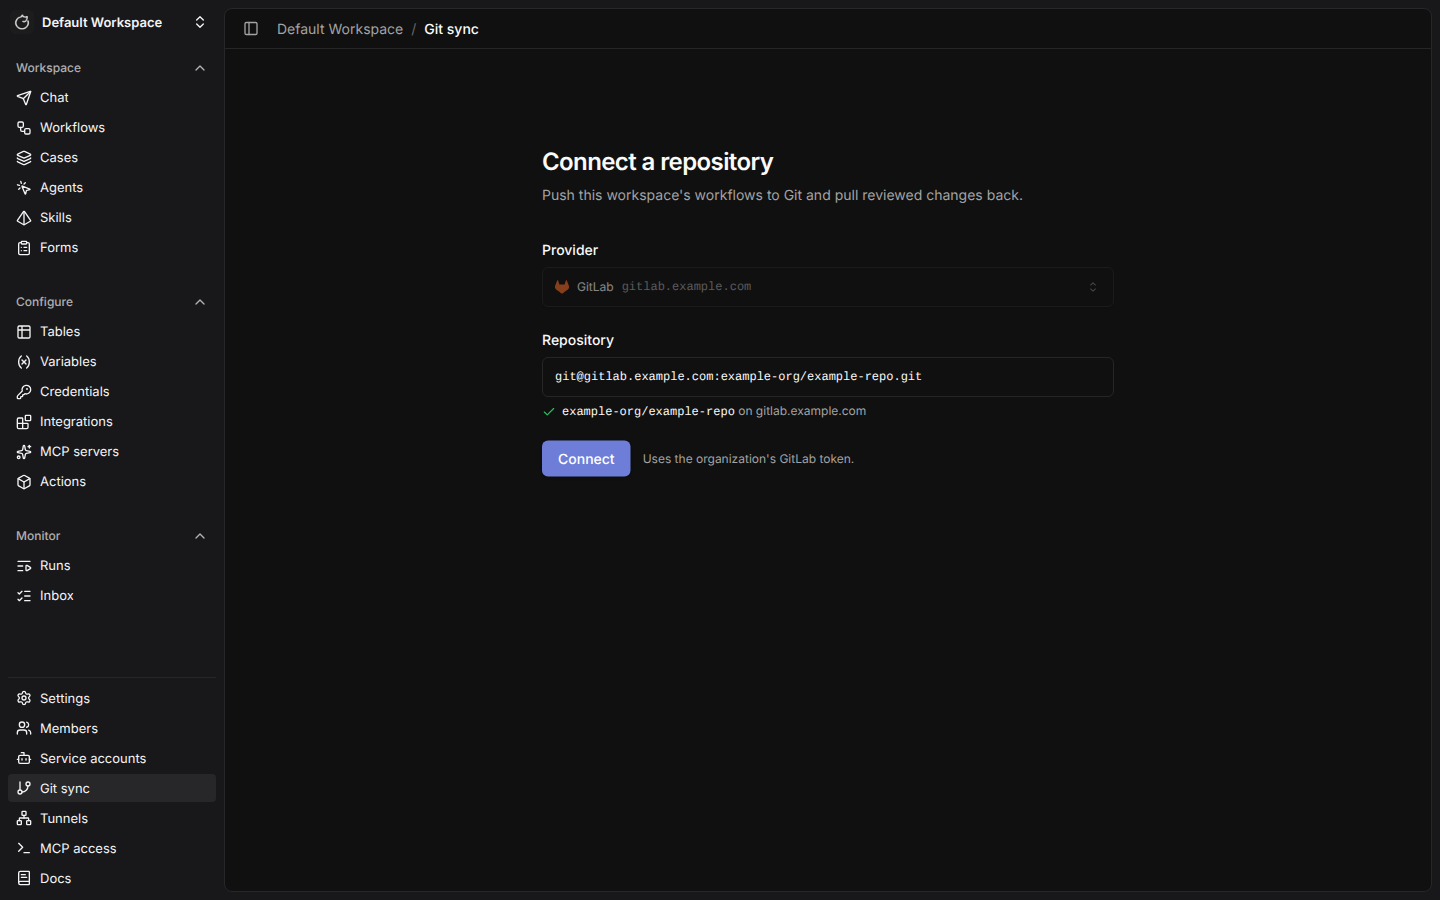 Default Workspace
Workspace
Chat
Workflows
Cases
Agents
Skills
Forms
Configure
Tables
Variables
Credentials
Integrations
MCP servers
Actions
Monitor
Runs
Inbox
Settings
Members
Service accounts
Git sync
Tunnels
MCP access
Docs
Default Workspace / Git sync
Connect a repository
Push this workspace's workflows to Git and pull reviewed changes back.
Provider
GitLab gitlab.example.com
Repository
git@gitlab.example.com:example-org/example-repo.git
example-org/example-repo on gitlab.example.com
Connect Uses the organization's GitLab token.